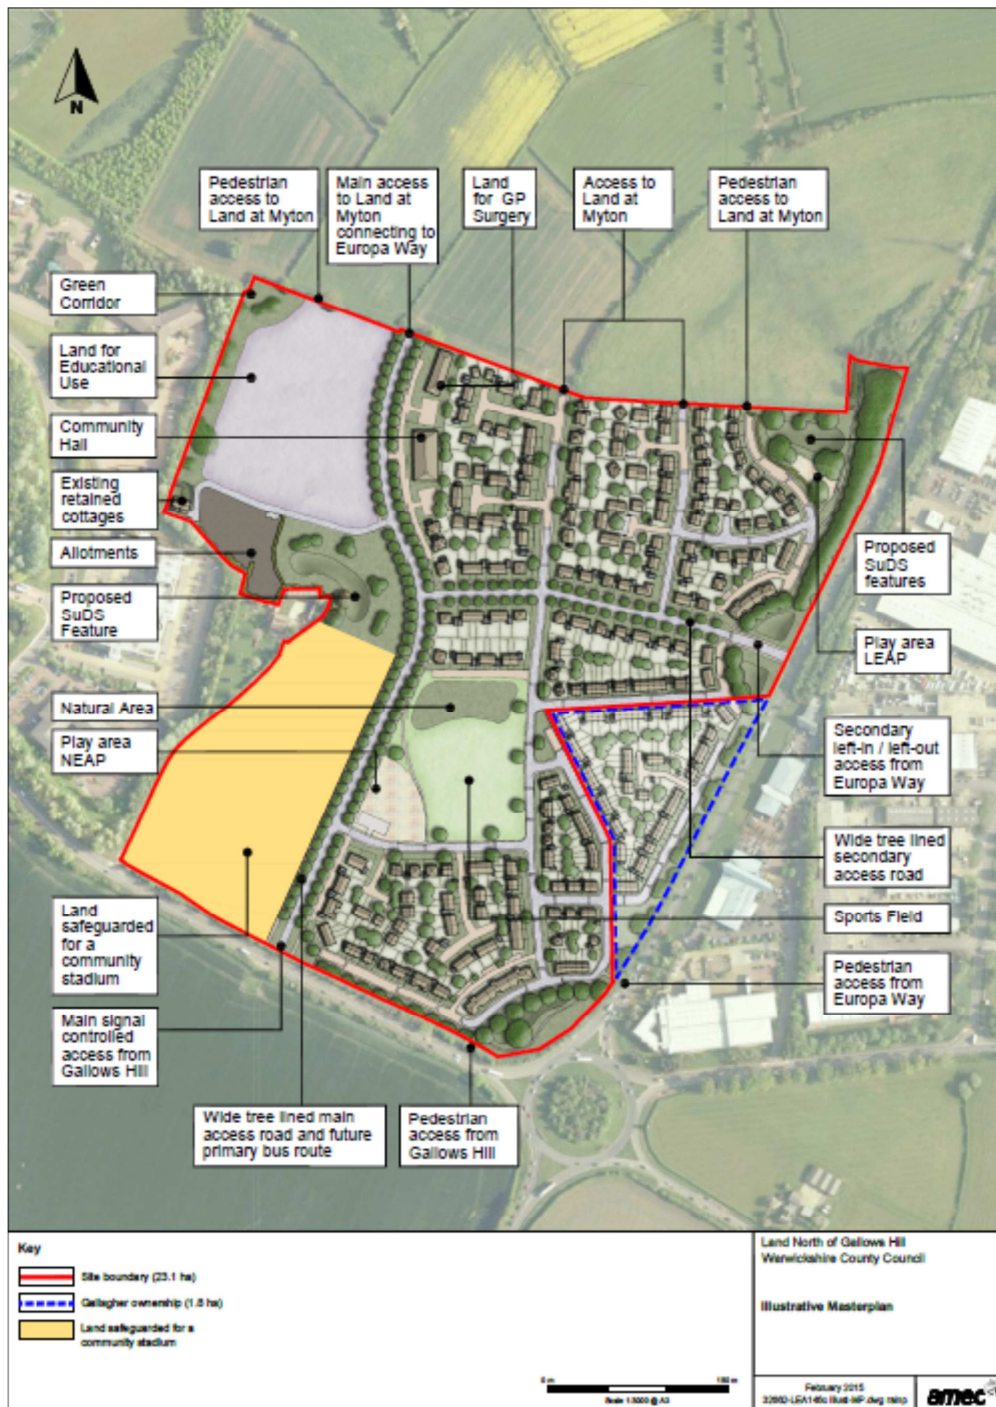 N
Pedestrian
access to
Land at Myton
Main access
to Land at
Myton
connecting to
Europa Way
Land
for GP
Surgery
Access to
Land at
Myton
Pedestrian
access to
Land at Myton
Green
Corridor
Land for
Educational
Use
Community
Hall
Existing
retained
cottages
Allotments
Proposed
SuDS
Feature
Natural Area
Play area
NEAP
Land
safeguarded
for a
community
stadium
Main signal
controlled
access from
Gallows Hill
Wide tree lined main
access road and future
primary bus route
Pedestrian
access from
Gallows Hill
Proposed
SuDS
features
Play area
LEAP
Secondary
left-in / left-out
access from
Europa Way
Wide tree lined
secondary
access road
Sports Field
Pedestrian
access from
Europa Way
Key
Site boundary (23.1 ha)
Gallagher ownership (1.8 ha)
Land safeguarded for a
community stadium
0 m
Scale 1:3000 @ A3
Land North of Gallows Hill
Warwickshire County Council
Illustrative Masterplan
February 2015
amec